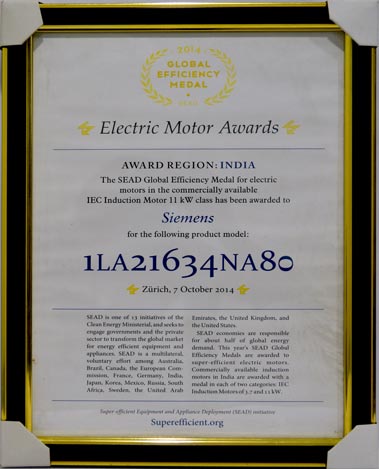 2014
GLOBAL
EFFICIENCY
MEDAL
SEAD
Electric Motor Awards
AWARD REGION: INDIA
The SEAD Global Efficiency Medal for electric
motors in the commercially available
IEC Induction Motor 11 kW class has been awarded to
Siemens
for the following product model:
1LA21634NA80
Zürich, 7 October 2014
SEAD is one of 13 initiatives of the
Clean Energy Ministerial, and seeks to
engage governments and the private
sector to transform the global market
for energy efficient equipment and
appliances. SEAD is a multilateral,
voluntary effort among Australia,
Brazil, Canada, the European Com-
mission, France, Germany, India,
Japan, Korea, Mexico, Russia, South
Africa, Sweden, the United Arab
Emirates, the United Kingdom, and
the United States.
SEAD economies are responsible
for about half of global energy
demand. This year's SEAD Global
Efficiency Medals are awarded to
super-efficient electric motors.
Commercially available induction
motors in India are awarded with a
medal in each of two categories: IEC
Induction Motors of 3.7 and 11 kW.
Super-efficient Equipment and Appliance Deployment (SEAD) initiative
Superefficient.org